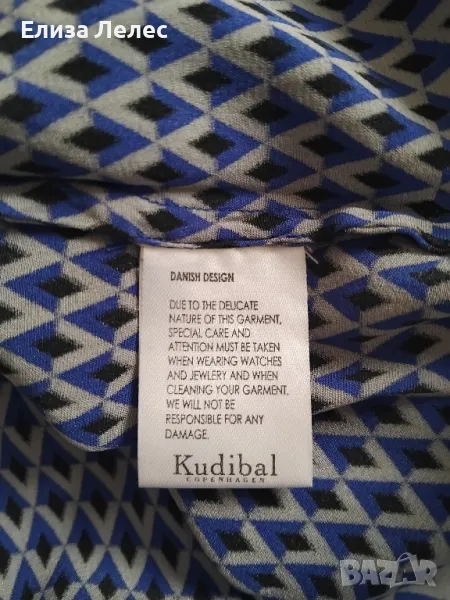 Елиза Лелес
DANISH DESIGN
DUE TO THE DELICATE
NATURE OF THIS GARMENT,
SPECIAL CARE AND
ATTENTION MUST BE TAKEN
WHEN WEARING WATCHES
AND JEWLERY AND WHEN
CLEANING YOUR GARMENT.
WE WILL NOT BE
RESPONSIBLE FOR ANY
DAMAGE.
Kudibal
COPENHAGEN
BAZAR